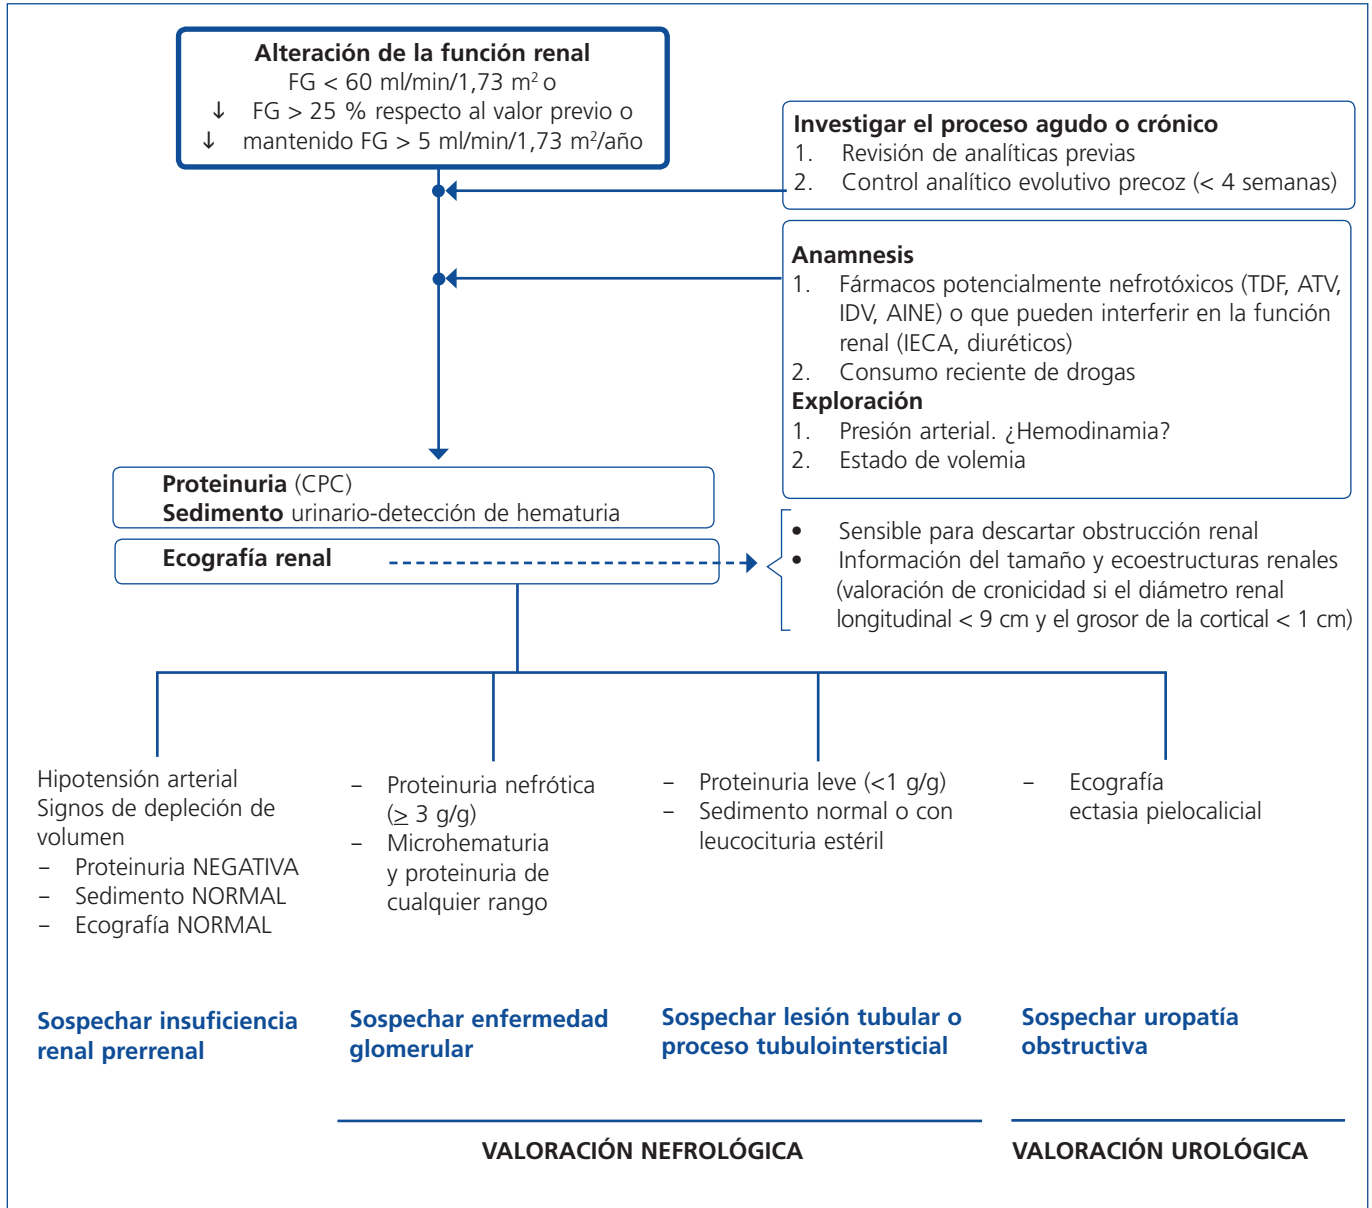 Alteración de la función renal
FG < 60 ml/min/1,73 m² o
↓ FG > 25 % respecto al valor previo o
↓ mantenido FG > 5 ml/min/1,73 m²/año
Investigar el proceso agudo o crónico
1. Revisión de analíticas previas
2. Control analítico evolutivo precoz (< 4 semanas)
Anamnesis
1. Fármacos potencialmente nefrotóxicos (TDF, ATV,
IDV, AINE) o que pueden interferir en la función
renal (IECA, diuréticos)
2. Consumo reciente de drogas
Exploración
1. Presión arterial. ¿Hemodinamia?
2. Estado de volemia
Proteinuria (CPC)
Sedimento urinario-detección de hematuria
Ecografía renal
• Sensible para descartar obstrucción renal
• Información del tamaño y ecoestructuras renales
(valoración de cronicidad si el diámetro renal
longitudinal < 9 cm y el grosor de la cortical < 1 cm)
Hipotensión arterial
Signos de depleción de
volumen
– Proteinuria NEGATIVA
– Sedimento NORMAL
– Ecografía NORMAL
Sospechar insuficiencia
renal prerrenal
– Proteinuria nefrótica
(≥ 3 g/g)
– Microhematuria
y proteinuria de
cualquier rango
Sospechar enfermedad
glomerular
– Proteinuria leve (<1 g/g)
– Sedimento normal o con
leucocituria estéril
Sospechar lesión tubular o
proceso tubulointersticial
– Ecografía
ectasia pielocalicial
Sospechar uropatía
obstructiva
VALORACIÓN NEFROLÓGICA
VALORACIÓN UROLÓGICA